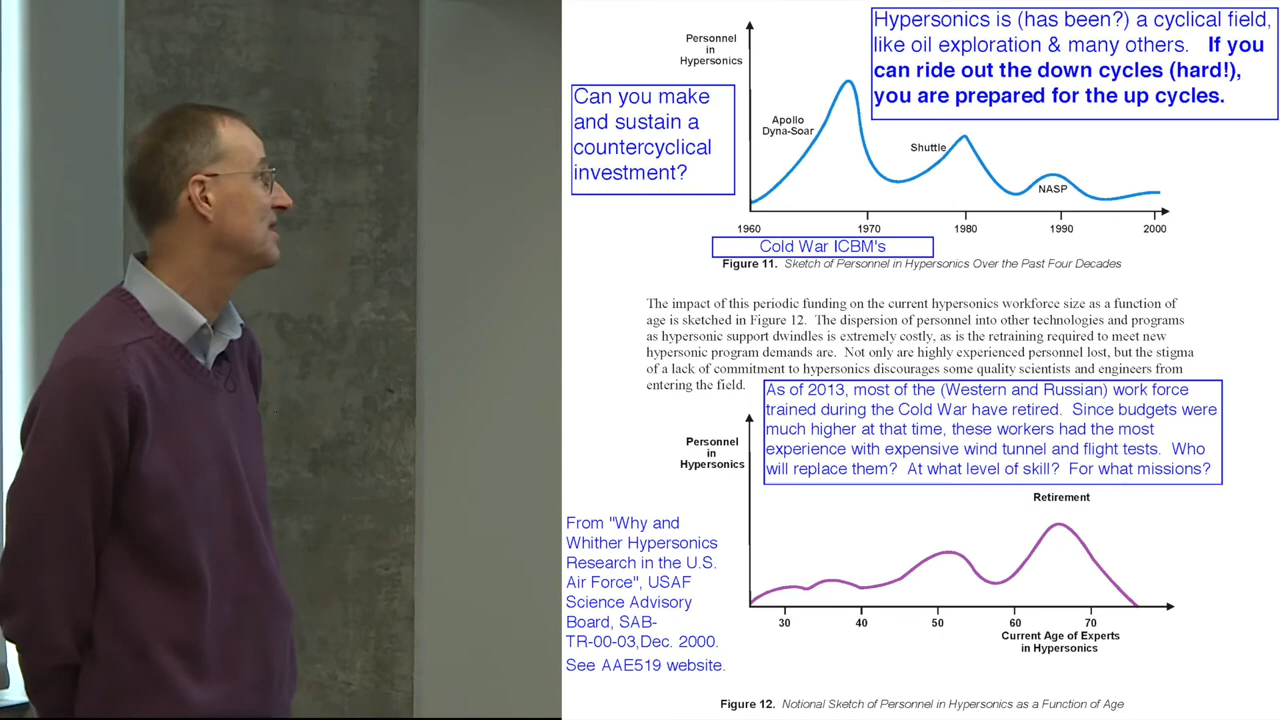 Hypersonics is (has been?) a cyclical field,
like oil exploration & many others. If you
can ride out the down cycles (hard!),
you are prepared for the up cycles.
Personnel
in
Hypersonics
Can you make
and sustain a
countercyclical
investment?
Apollo
Dyna-Soar
Shuttle
NASP
1960 1970 1980 1990 2000
Cold War ICBM's
Figure 11. Sketch of Personnel in Hypersonics Over the Past Four Decades
The impact of this periodic funding on the current hypersonics workforce size as a function of
age is sketched in Figure 12. The dispersion of personnel into other technologies and programs
as hypersonic support dwindles is extremely costly, as is the retraining required to meet new
hypersonic program demands are. Not only are highly experienced personnel lost, but the stigma
of a lack of commitment to hypersonics discourages some quality scientists and engineers from
entering the field.
As of 2013, most of the (Western and Russian) work force
trained during the Cold War have retired. Since budgets were
much higher at that time, these workers had the most
experience with expensive wind tunnel and flight tests. Who
will replace them? At what level of skill? For what missions?
Personnel
in
Hypersonics
Retirement
From "Why and
Whither Hypersonics
Research in the U.S.
Air Force", USAF
Science Advisory
Board, SAB-
TR-00-03,Dec. 2000.
See AAE519 website.
30 40 50 60 70
Current Age of Experts
in Hypersonics
Figure 12. Notional Sketch of Personnel in Hypersonics as a Function of Age